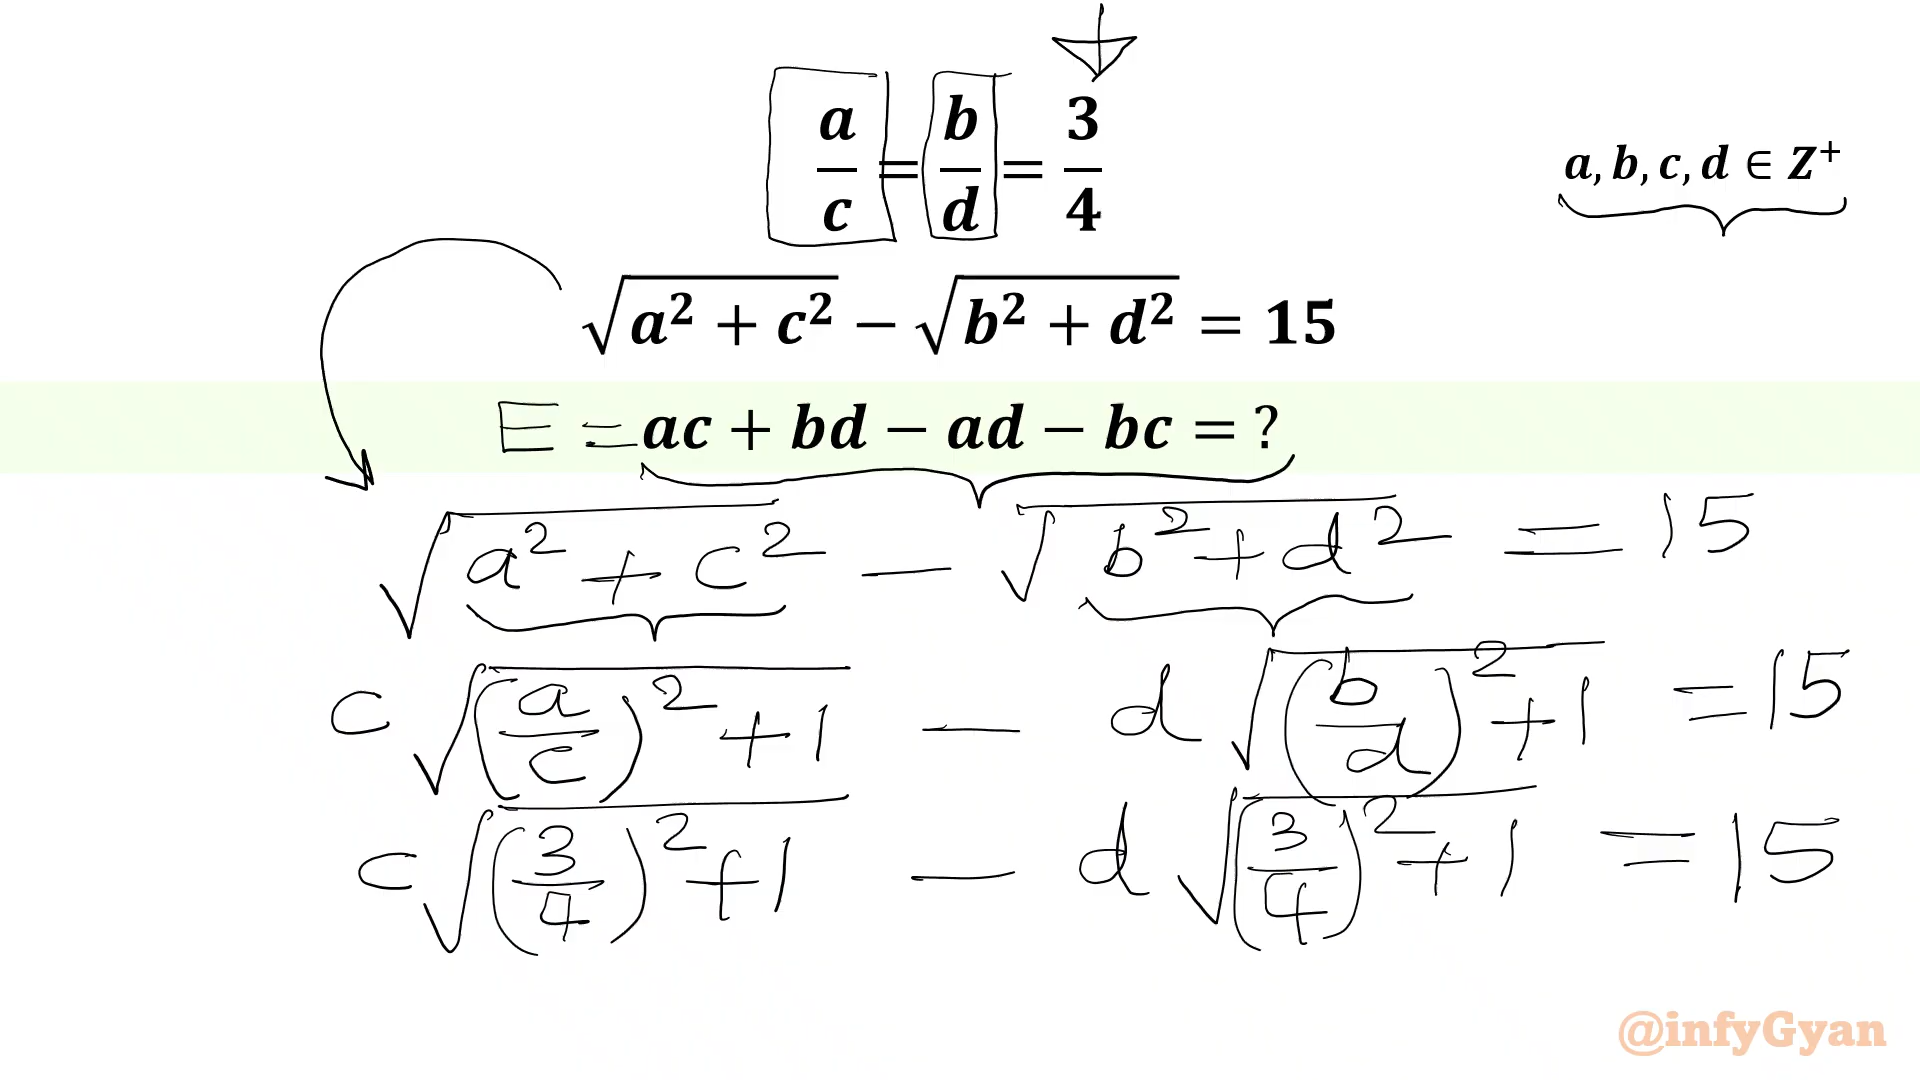 a/c = b/d = 3/4
a, b, c, d ∈ Z⁺
√(a² + c²) − √(b² + d²) = 15
E = ac + bd − ad − bc = ?
√(a² + c²) − √(b² + d²) = 15
c√((a/c)² + 1) − d√((b/d)² + 1) = 15
c√((3/4)² + 1) − d√((3/4)² + 1) = 15
@infyGyan